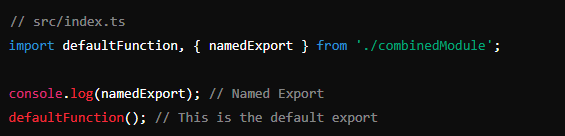 // src/index.ts
import defaultFunction, { namedExport } from './combinedModule';
console.log(namedExport); // Named Export
defaultFunction(); // This is the default export